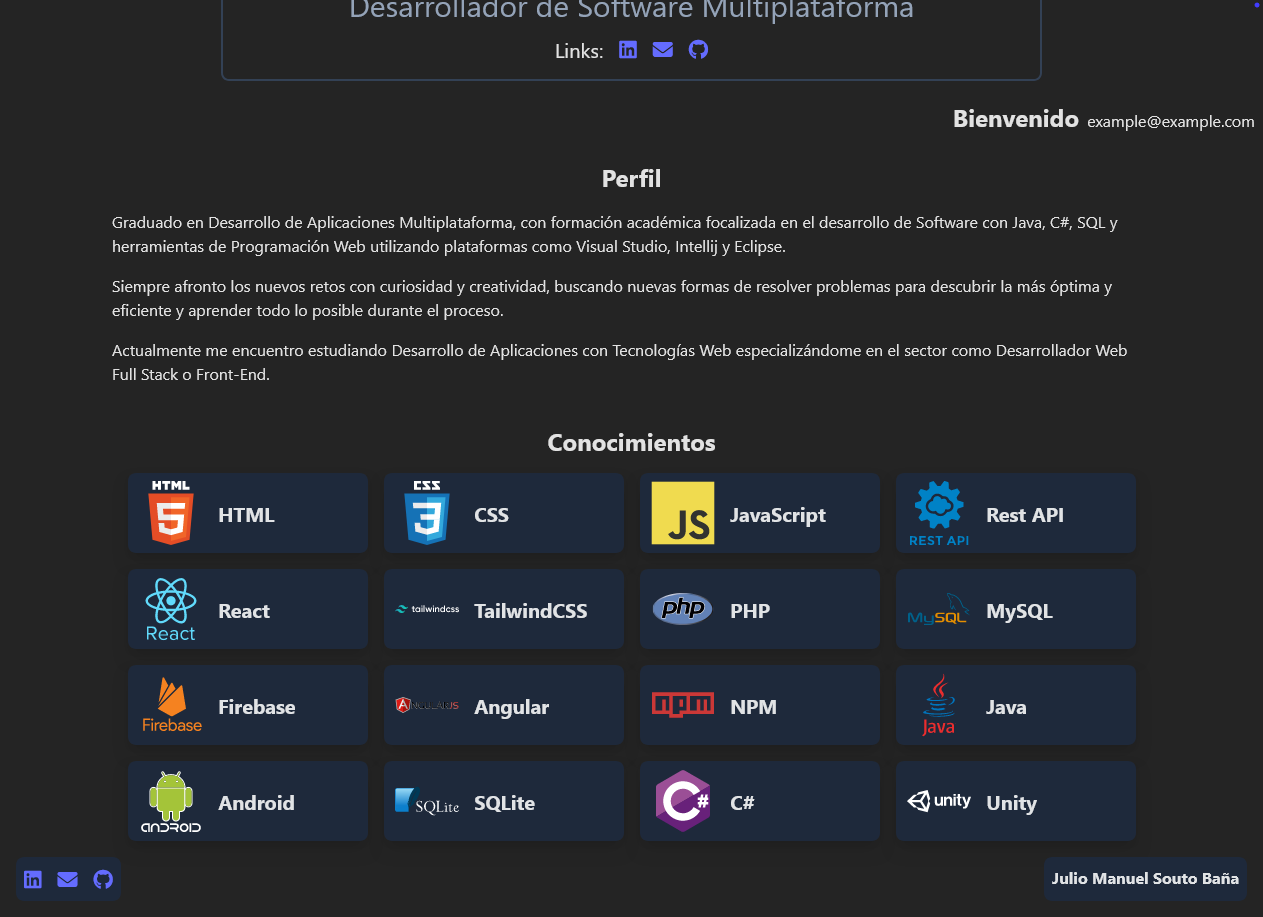 Desarrollador de Software Multiplataforma
Links:
Bienvenido example@example.com
Perfil
Graduado en Desarrollo de Aplicaciones Multiplataforma, con formación académica focalizada en el desarrollo de Software con Java, C#, SQL y
herramientas de Programación Web utilizando plataformas como Visual Studio, Intellij y Eclipse.
Siempre afronto los nuevos retos con curiosidad y creatividad, buscando nuevas formas de resolver problemas para descubrir la más óptima y
eficiente y aprender todo lo posible durante el proceso.
Actualmente me encuentro estudiando Desarrollo de Aplicaciones con Tecnologías Web especializándome en el sector como Desarrollador Web
Full Stack o Front-End.
Conocimientos
HTML
5
HTML
CSS
3
CSS
JS
JavaScript
REST API
Rest API
React
React
tailwindcss
TailwindCSS
php
PHP
MySQL
MySQL
Firebase
Firebase
A
ANGULARJS
Angular
npm
NPM
Java
Java
ANDROID
Android
SQLite
SQLite
C#
C#
unity
Unity
in
in
Julio Manuel Souto Baña